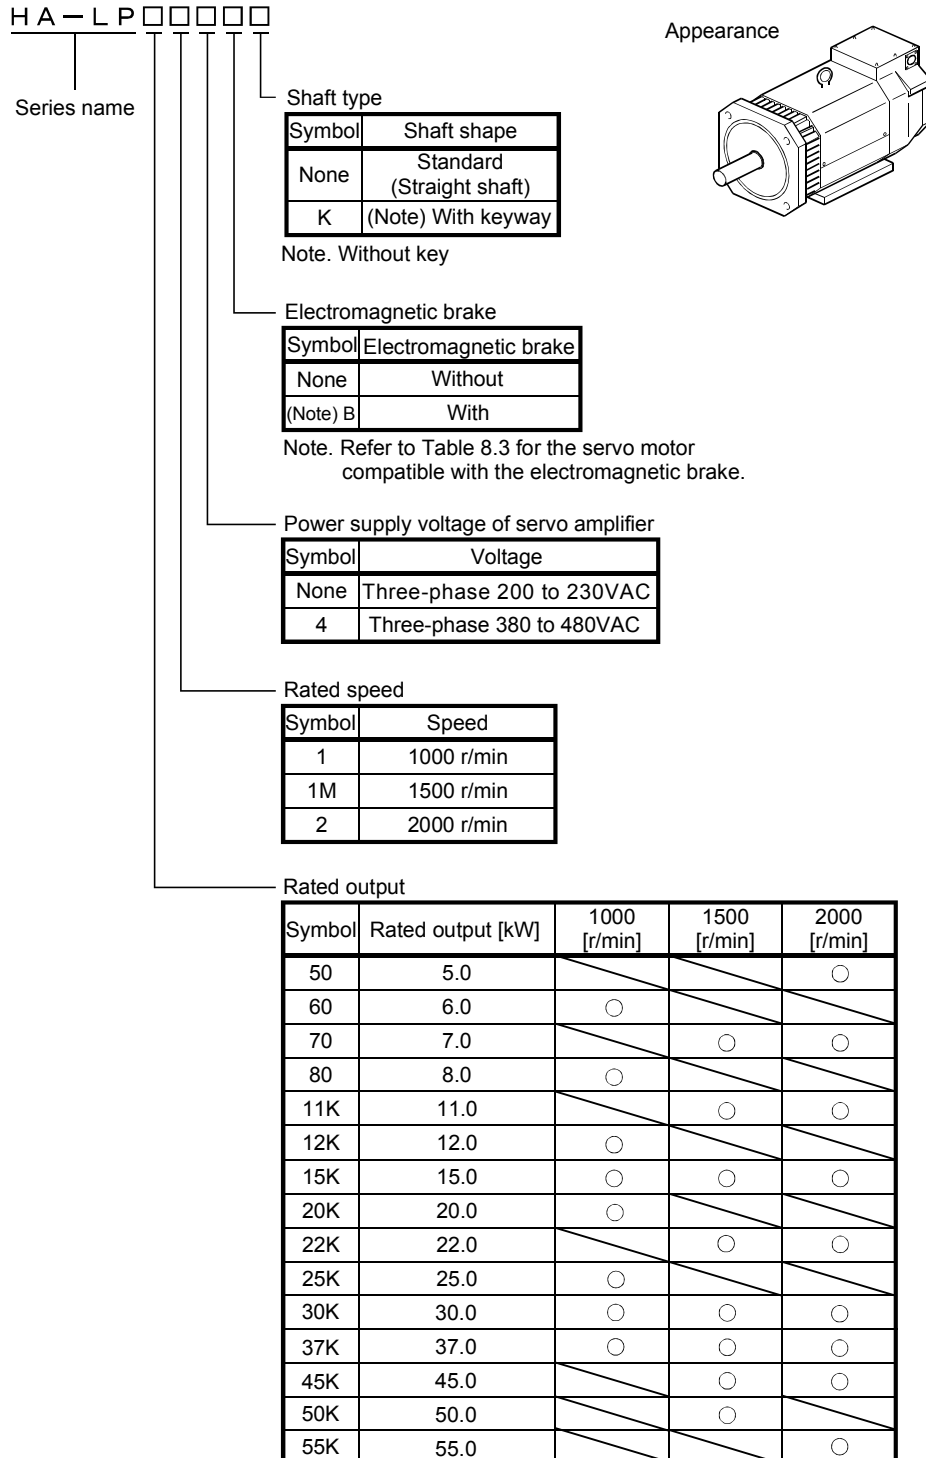 HA-LP□□□□□
Appearance
Series name
Shaft type
Symbol Shaft shape
None Standard
(Straight shaft)
K (Note) With keyway
Note. Without key
Electromagnetic brake
Symbol Electromagnetic brake
None Without
(Note) B With
Note. Refer to Table 8.3 for the servo motor
compatible with the electromagnetic brake.
Power supply voltage of servo amplifier
Symbol Voltage
None Three-phase 200 to 230VAC
4 Three-phase 380 to 480VAC
Rated speed
Symbol Speed
1 1000 r/min
1M 1500 r/min
2 2000 r/min
Rated output
Symbol Rated output [kW] 1000 [r/min] 1500 [r/min] 2000 [r/min]
50 5.0 ○
60 6.0 ○
70 7.0 ○ ○
80 8.0 ○
11K 11.0 ○ ○
12K 12.0 ○
15K 15.0 ○ ○ ○
20K 20.0 ○
22K 22.0 ○ ○
25K 25.0 ○
30K 30.0 ○ ○ ○
37K 37.0 ○ ○ ○
45K 45.0 ○ ○
50K 50.0 ○
55K 55.0 ○